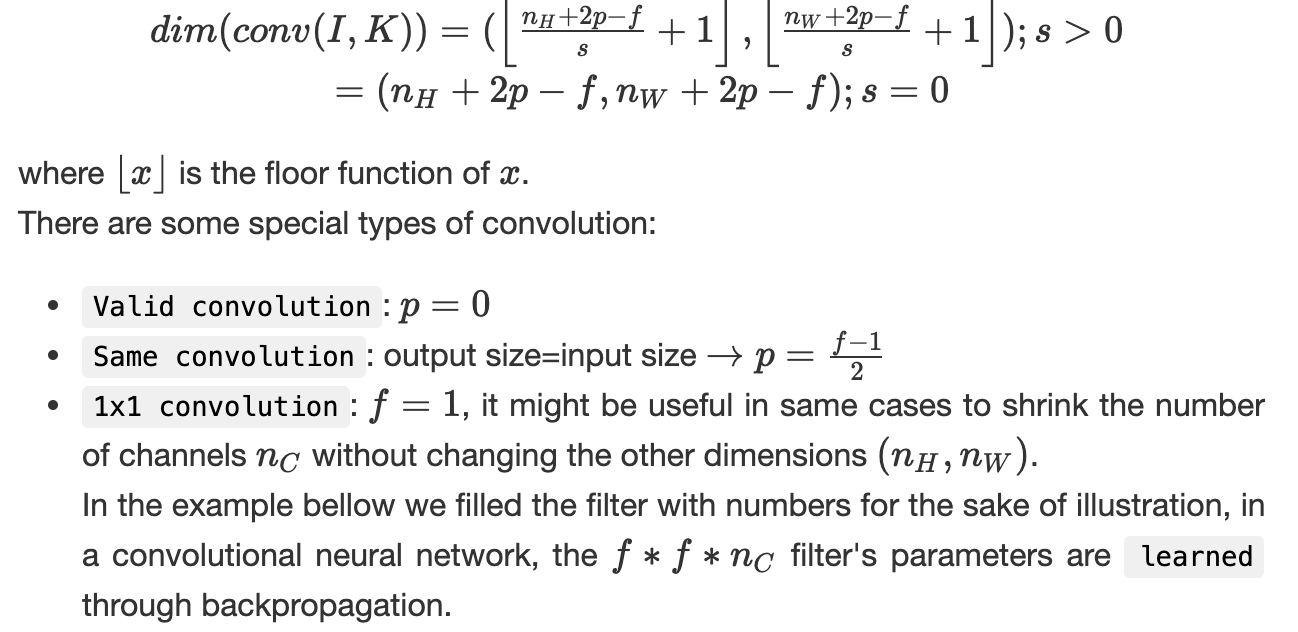 dim(conv(I, K)) = (⌊(n_H+2p−f)/s + 1⌋, ⌊(n_W+2p−f)/s + 1⌋); s > 0
= (n_H + 2p − f, n_W + 2p − f); s = 0
where ⌊x⌋ is the floor function of x.
There are some special types of convolution:
• Valid convolution : p = 0
• Same convolution : output size=input size → p = (f−1)/2
• 1x1 convolution : f = 1, it might be useful in same cases to shrink the number
of channels n_C without changing the other dimensions (n_H, n_W).
In the example bellow we filled the filter with numbers for the sake of illustration, in
a convolutional neural network, the f ∗ f ∗ n_C filter's parameters are learned
through backpropagation.